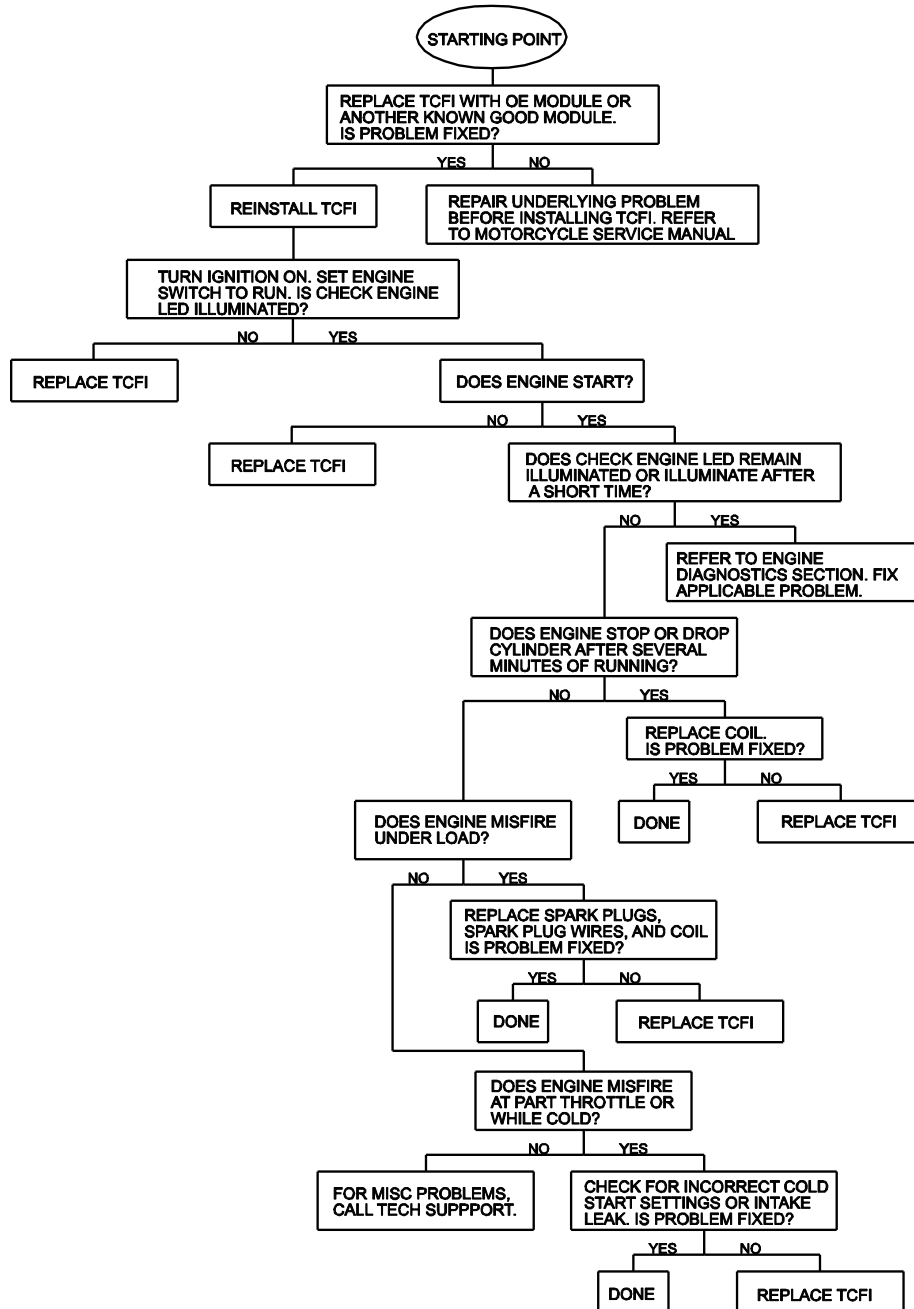 STARTING POINT
REPLACE TCFI WITH OE MODULE OR
ANOTHER KNOWN GOOD MODULE.
IS PROBLEM FIXED?
YES
NO
REINSTALL TCFI
REPAIR UNDERLYING PROBLEM
BEFORE INSTALLING TCFI. REFER
TO MOTORCYCLE SERVICE MANUAL
TURN IGNITION ON. SET ENGINE
SWITCH TO RUN. IS CHECK ENGINE
LED ILLUMINATED?
NO
YES
REPLACE TCFI
DOES ENGINE START?
NO
YES
REPLACE TCFI
DOES CHECK ENGINE LED REMAIN
ILLUMINATED OR ILLUMINATE AFTER
A SHORT TIME?
NO
YES
REFER TO ENGINE
DIAGNOSTICS SECTION. FIX
APPLICABLE PROBLEM.
DOES ENGINE STOP OR DROP
CYLINDER AFTER SEVERAL
MINUTES OF RUNNING?
NO
YES
REPLACE COIL.
IS PROBLEM FIXED?
YES
NO
DONE
REPLACE TCFI
DOES ENGINE MISFIRE
UNDER LOAD?
NO
YES
REPLACE SPARK PLUGS,
SPARK PLUG WIRES, AND COIL
IS PROBLEM FIXED?
YES
NO
DONE
REPLACE TCFI
DOES ENGINE MISFIRE
AT PART THROTTLE OR
WHILE COLD?
NO
YES
FOR MISC PROBLEMS,
CALL TECH SUPPPORT.
CHECK FOR INCORRECT COLD
START SETTINGS OR INTAKE
LEAK. IS PROBLEM FIXED?
YES
NO
DONE
REPLACE TCFI